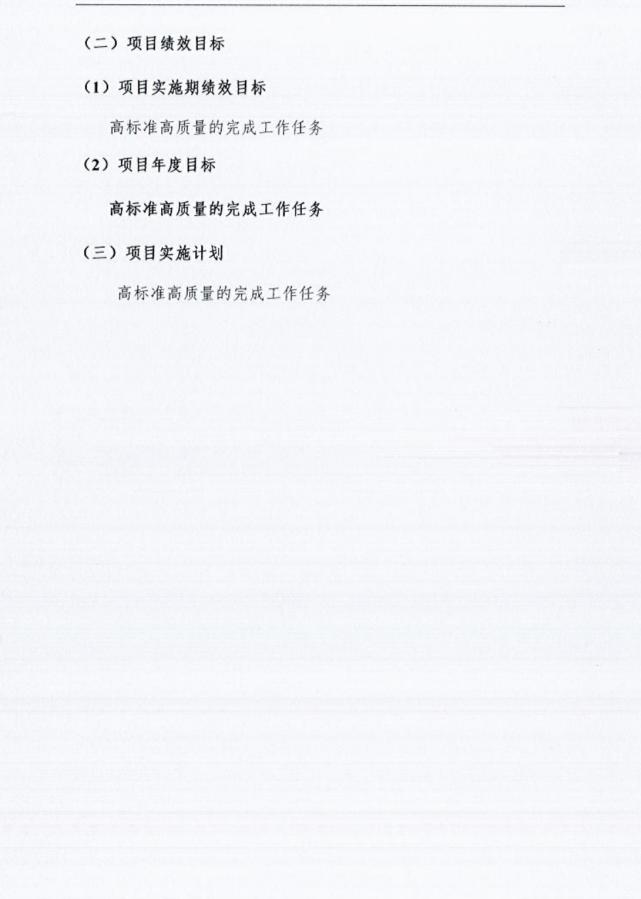 （二）项目绩效目标
（1）项目实施期绩效目标
高标准高质量的完成工作任务
（2）项目年度目标
高标准高质量的完成工作任务
（三）项目实施计划
高标准高质量的完成工作任务